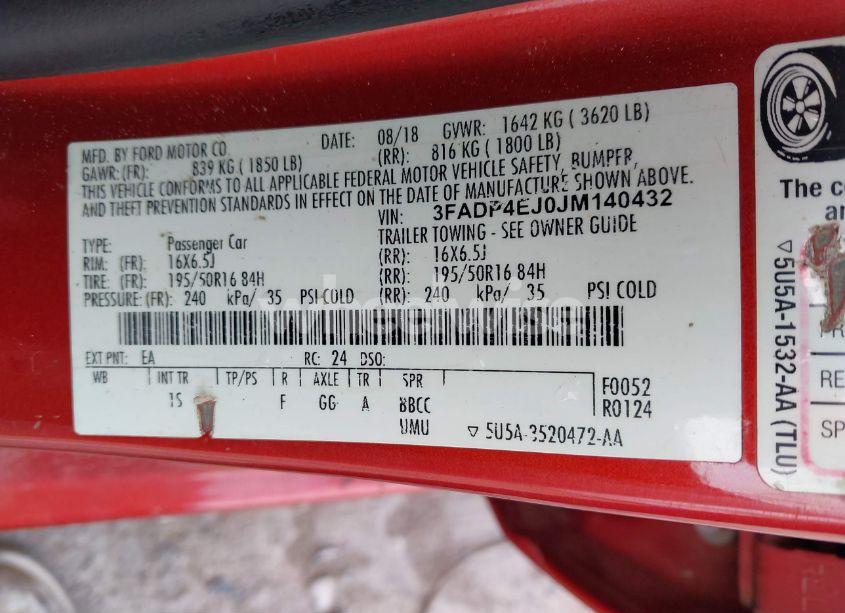 MFD. BY FORD MOTOR CO. DATE: 08/18 GVWR: 1642 KG ( 3620 LB)
GAWR: (FR): 839 KG ( 1850 LB) (RR): 816 KG ( 1800 LB)
THIS VEHICLE CONFORMS TO ALL APPLICABLE FEDERAL MOTOR VEHICLE SAFETY, BUMPER,
AND THEFT PREVENTION STANDARDS IN EFFECT ON THE DATE OF MANUFACTURE SHOWN ABOVE.
VIN: 3FADP4EJ0JM140432
TYPE: Passenger Car TRAILER TOWING - SEE OWNER GUIDE
RIM: (FR): 16X6.5J (RR): 16X6.5J
TIRE: (FR): 195/50R16 84H (RR): 195/50R16 84H
PRESSURE: (FR): 240 kPa/ 35 PSI COLD (RR): 240 kPa/ 35 PSI COLD
EXT PNT: EA RC: 24 DSO:
WB INT TR TP/PS R AXLE TR SPR F0052
1S F GG A BBCC R0124
UMU ▽ 5U5A-3520472-AA
The co
an
▽5U5A-1532-AA (TLU)
RE
SP